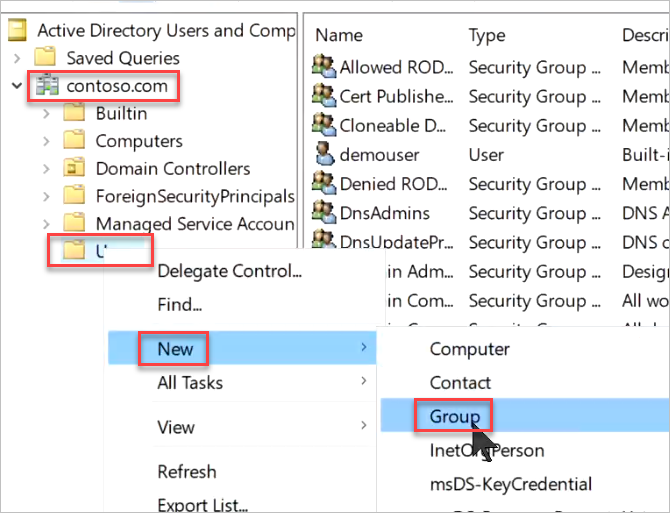 Active Directory Users and Comp
Saved Queries
contoso.com
Builtin
Computers
Domain Controllers
ForeignSecurityPrincipals
Managed Service Accoun
Name Type Descri
Allowed ROD... Security Group ... Memb
Cert Publishe... Security Group ... Memb
Cloneable D... Security Group ... Memb
demouser User Built-i
Denied ROD... Security Group ... Memb
DnsAdmins Security Group ... DNS A
DnsUpdatePr... Security Group ... DNS c
in Adm... Security Group ... Desig
in Com... Security Group ... All wo
Delegate Control...
Find...
New
All Tasks
View
Refresh
Export List...
Computer
Contact
Group
InetOrgPerson
msDS-KeyCredential